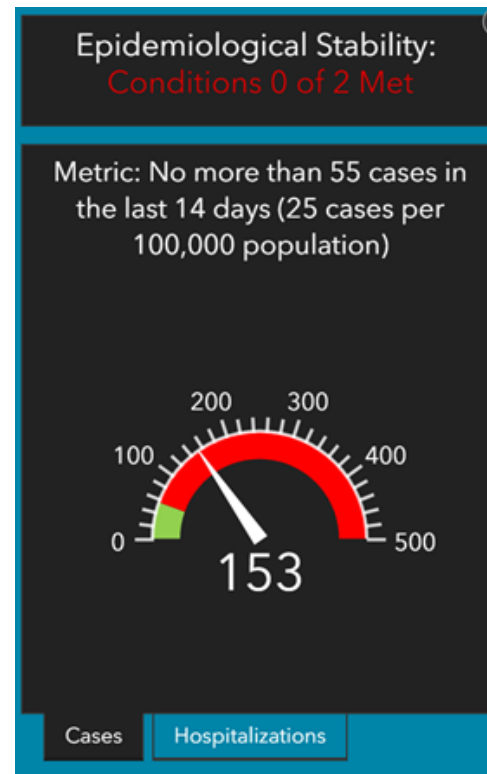 Epidemiological Stability:
Conditions 0 of 2 Met
Metric: No more than 55 cases in
the last 14 days (25 cases per
100,000 population)
200 300
100 400
0 500
153
Cases Hospitalizations